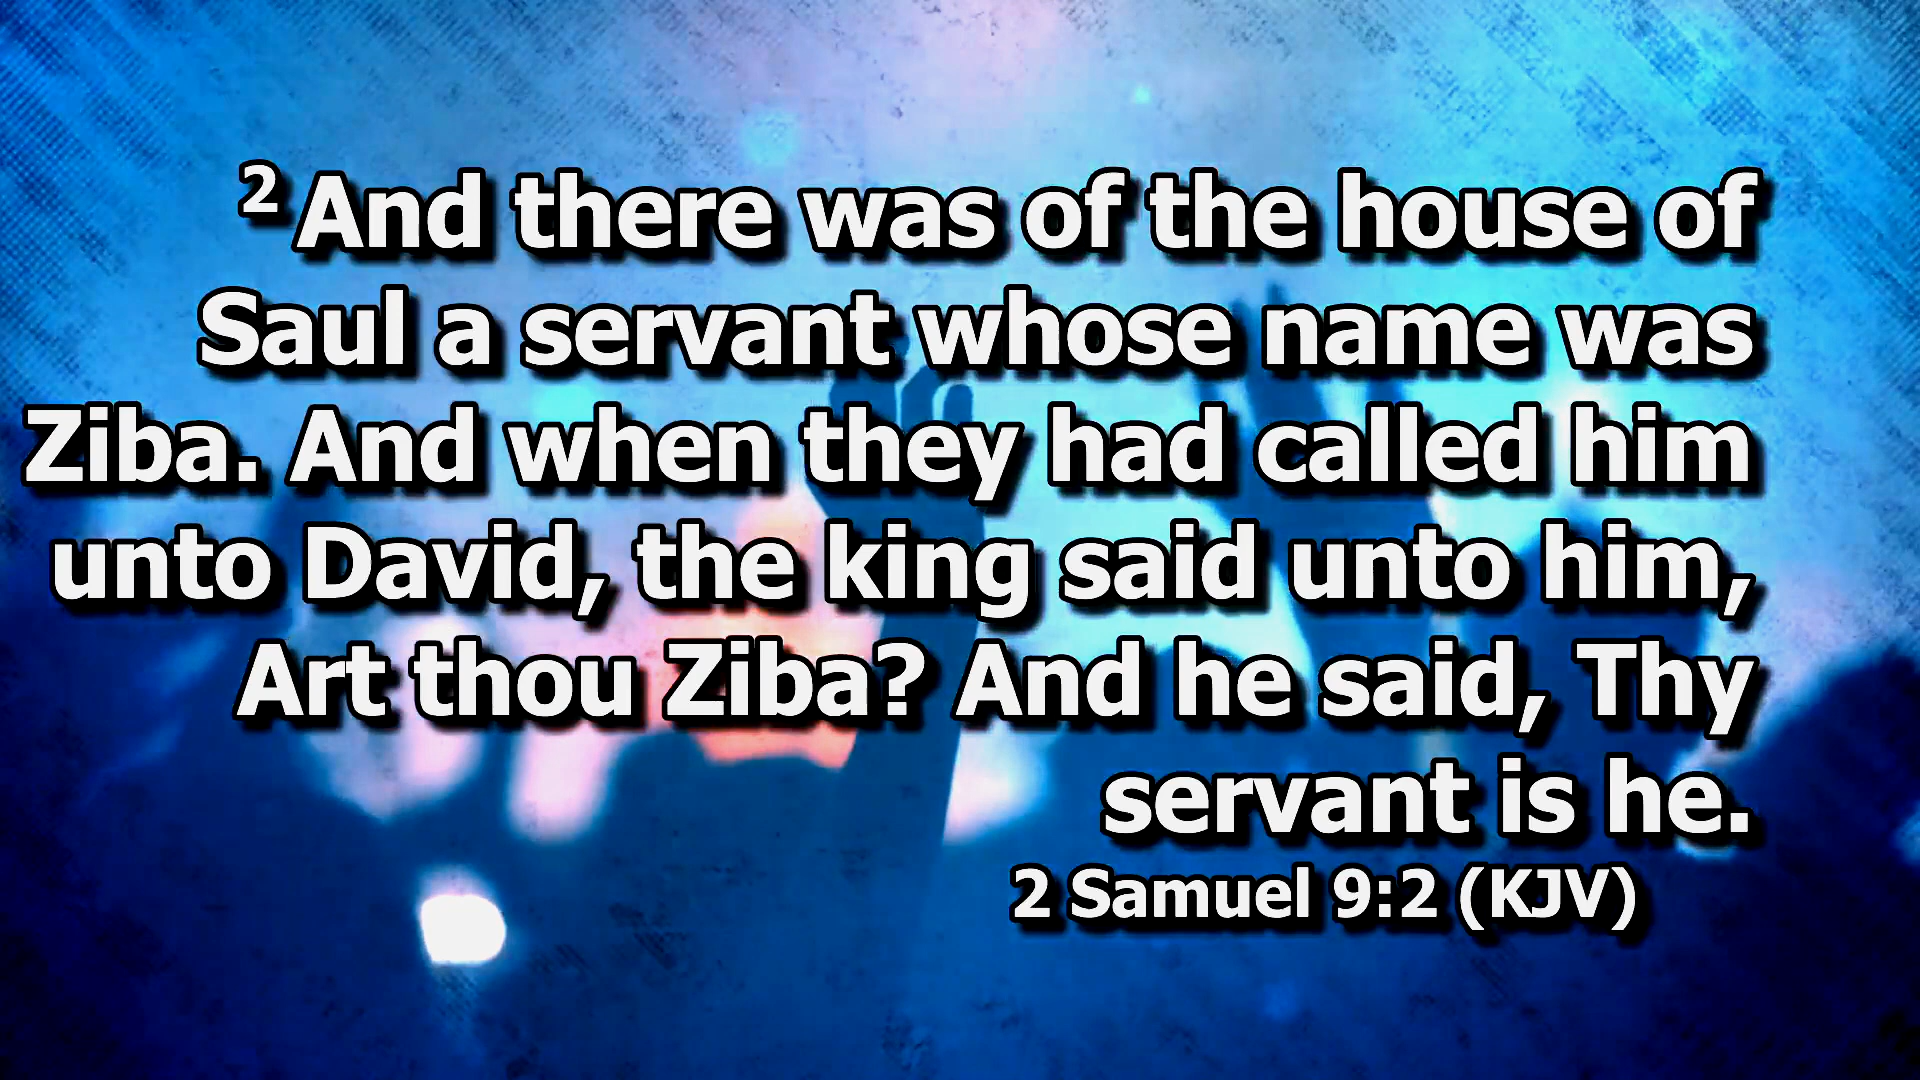 2 And there was of the house of
Saul a servant whose name was
Ziba. And when they had called him
unto David, the king said unto him,
Art thou Ziba? And he said, Thy
servant is he.
2 Samuel 9:2 (KJV)